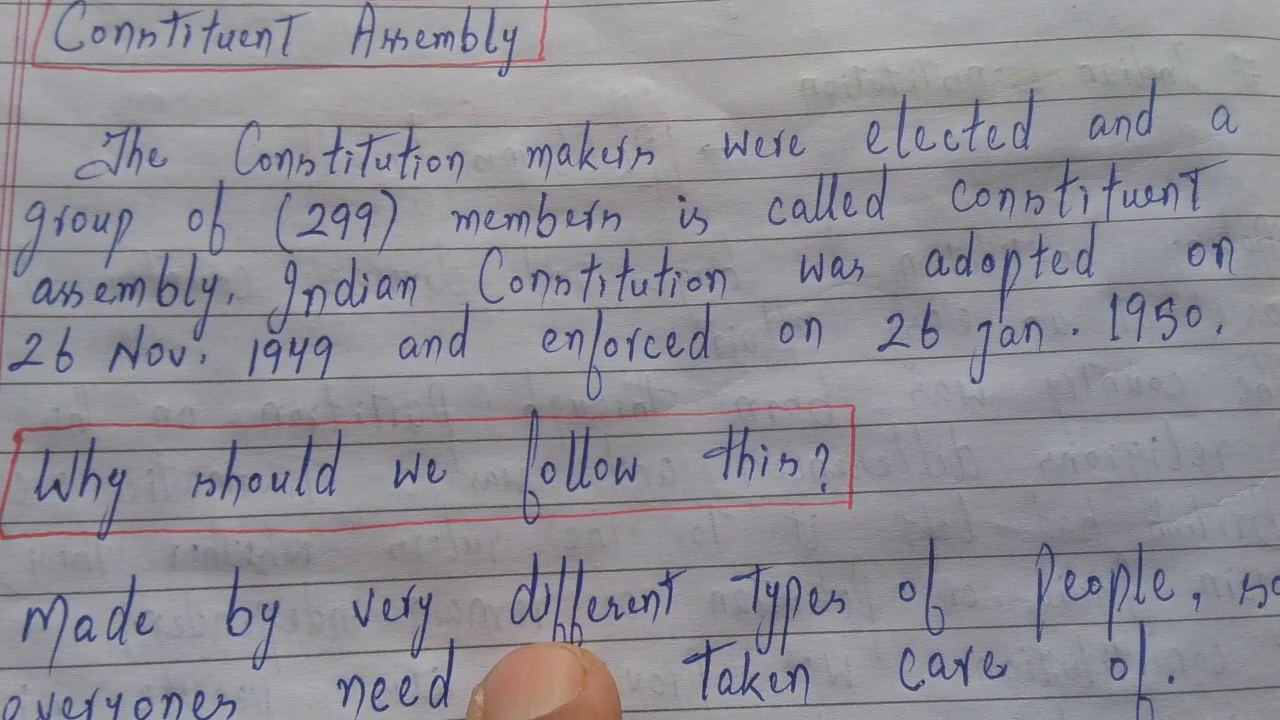 Constituent Assembly
The Constitution makers were elected and a
group of (299) members is called constituent
assembly. Indian Constitution was adopted on
26 Nov. 1949 and enforced on 26 jan. 1950.
Why should we follow this?
Made by very different types of people, so
everyones need taken care of.